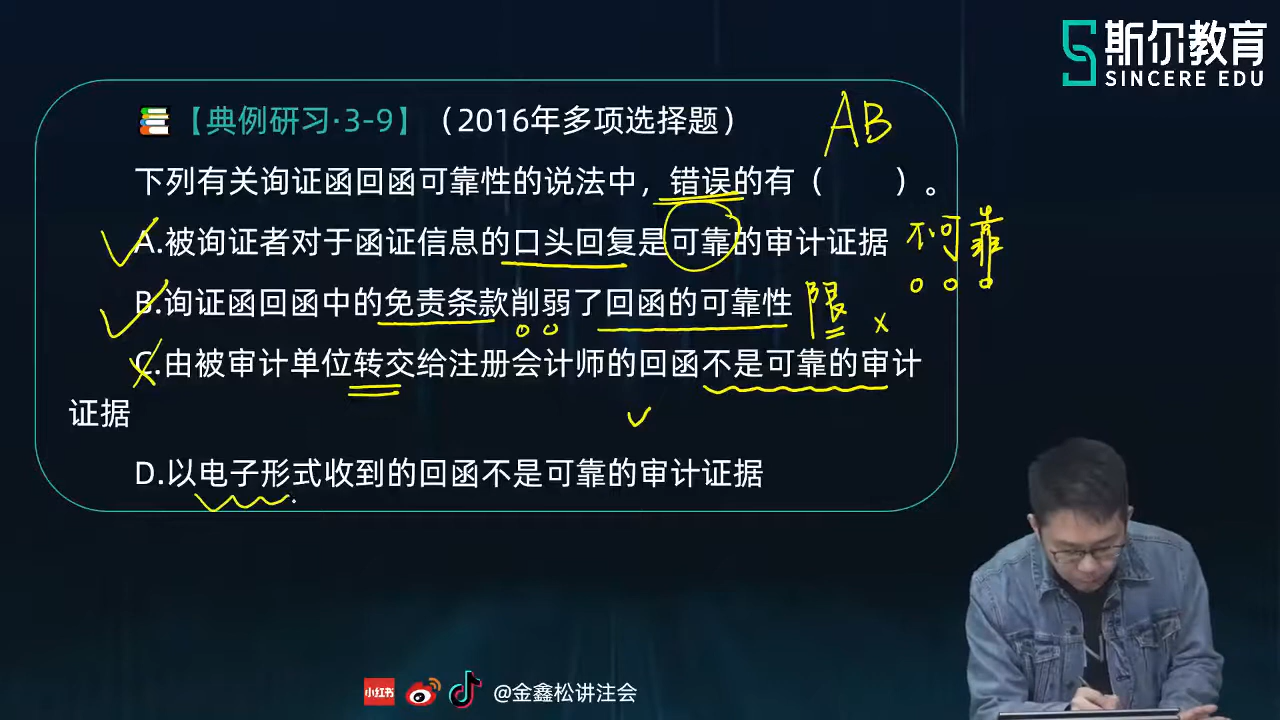 斯尔教育
SINCERE EDU
【典例研习·3-9】（2016年多项选择题）
AB
下列有关询证函回函可靠性的说法中，错误的有（　　）。
A.被询证者对于函证信息的口头回复是可靠的审计证据 不可靠
B.询证函回函中的免责条款削弱了回函的可靠性 限
C.由被审计单位转交给注册会计师的回函不是可靠的审计
证据
D.以电子形式收到的回函不是可靠的审计证据
小红书 @金鑫松讲注会